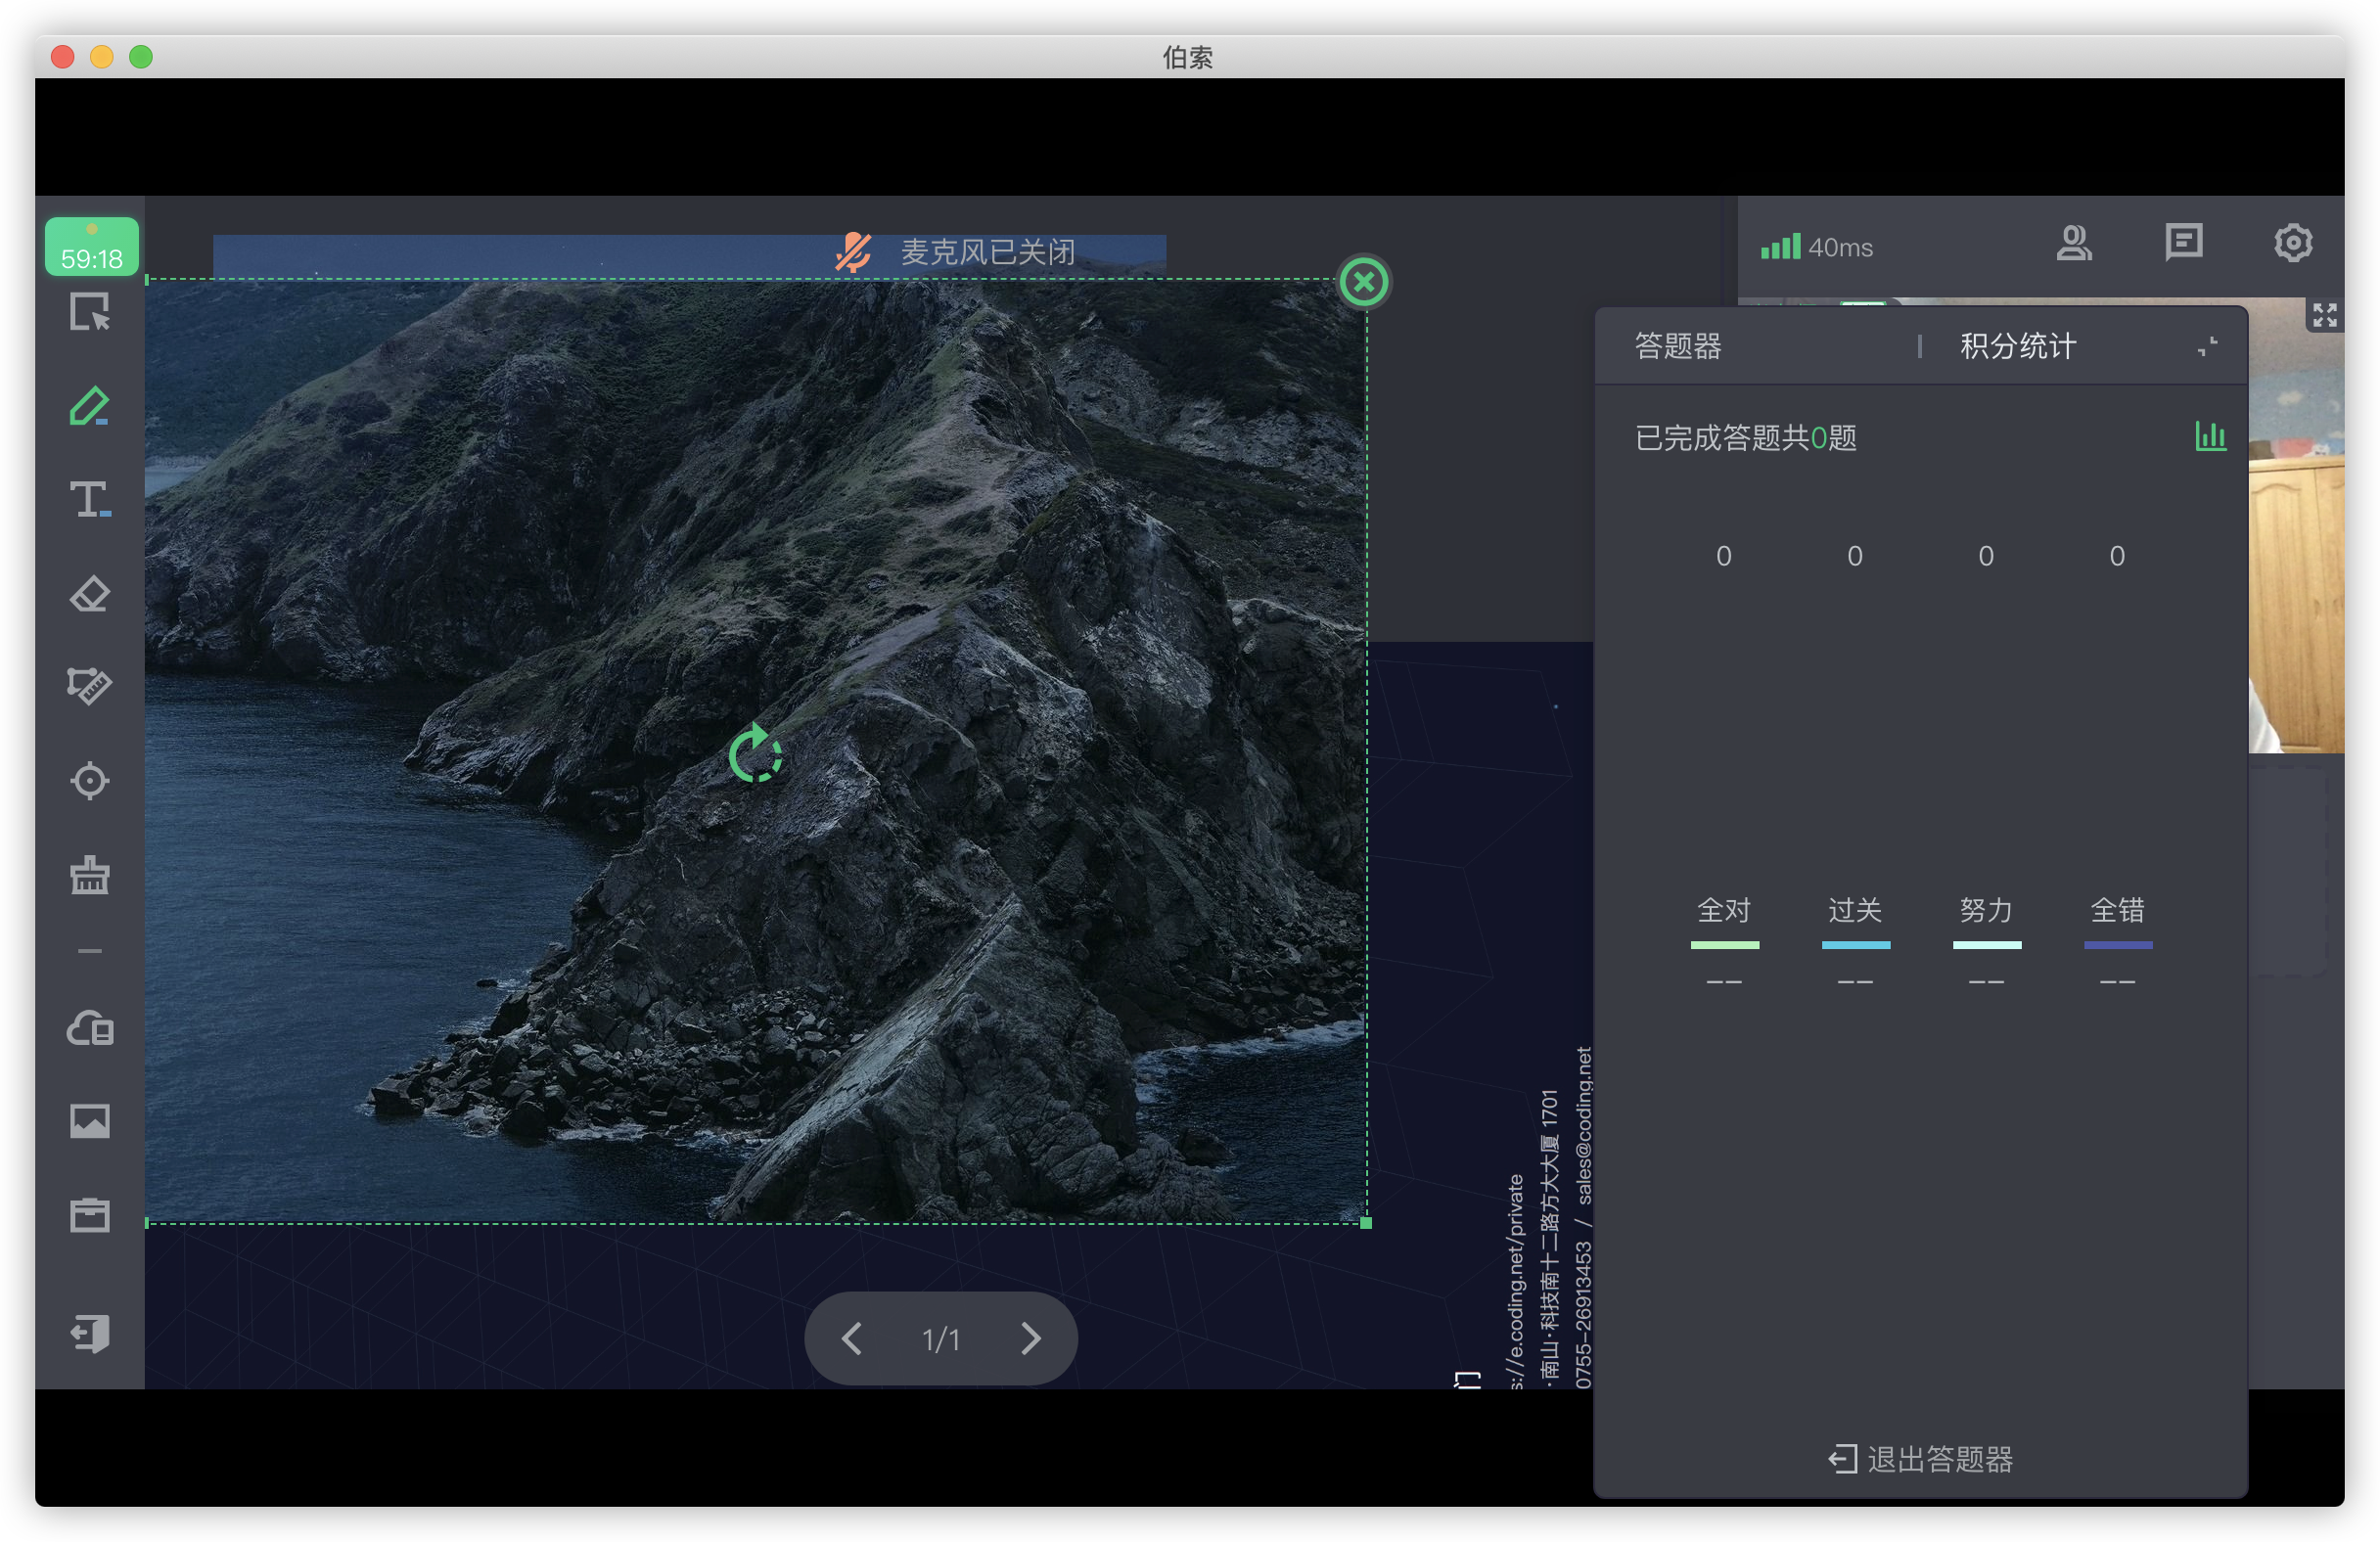 伯索
59:18
麦克风已关闭
40ms
答题器
积分统计
已完成答题共0题
0 0 0 0
全对 过关 努力 全错
-- -- -- --
退出答题器
1/1
门
s://e.coding.net/private
·南山·科技南十二路方大大厦 1701
0755-26913453 / sales@coding.net